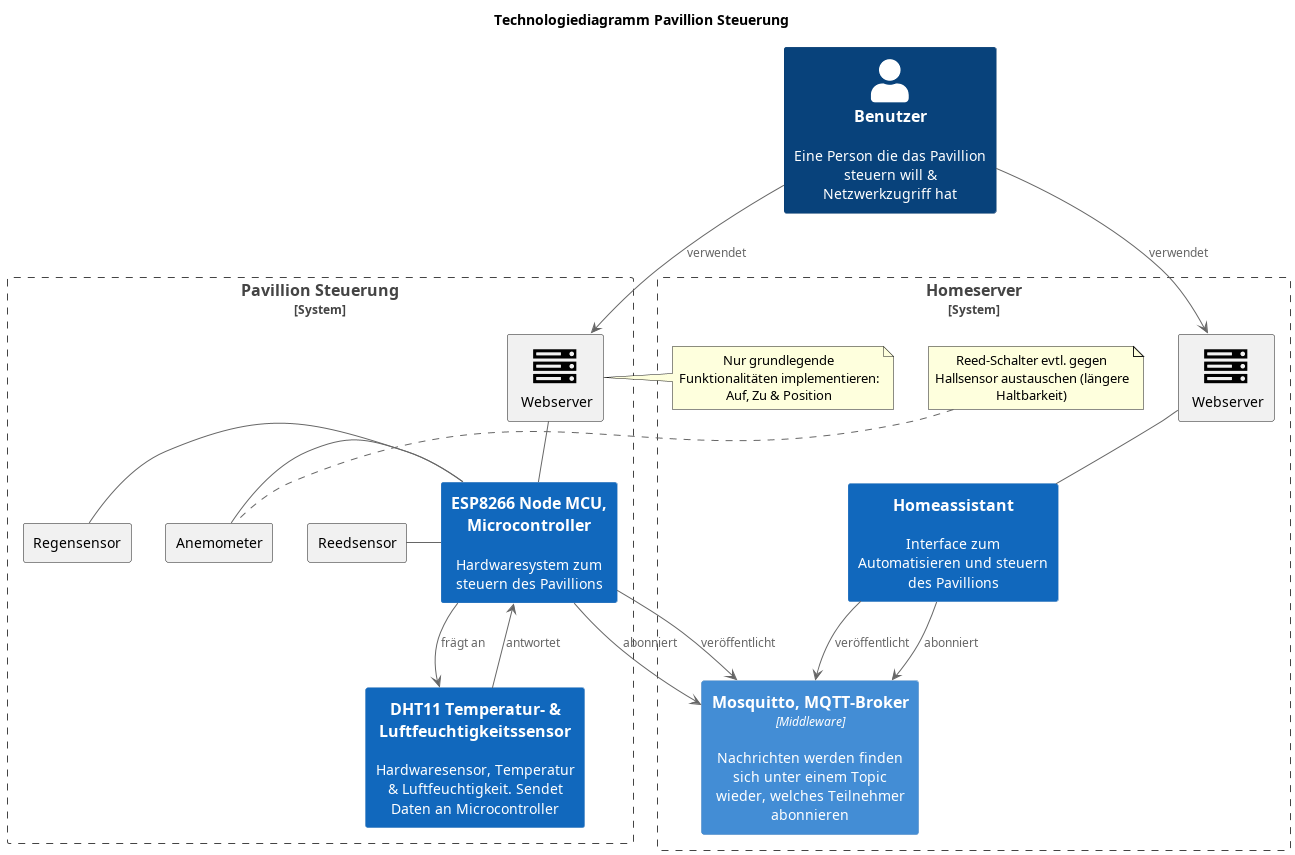 Technologiediagramm Pavillion Steuerung
Benutzer
Eine Person die das Pavillion
steuern will &
Netzwerkzugriff hat
verwendet
verwendet
Pavillion Steuerung
[System]
Homeserver
[System]
Webserver
Nur grundlegende
Funktionalitäten implementieren:
Auf, Zu & Position
Reed-Schalter evtl. gegen
Hallsensor austauschen (längere
Haltbarkeit)
Webserver
Regensensor
Anemometer
Reedsensor
ESP8266 Node MCU,
Microcontroller
Hardwaresystem zum
steuern des Pavillions
Homeassistant
Interface zum
Automatisieren und steuern
des Pavillions
frägt an
antwortet
abonniert
veröffentlicht
veröffentlicht
abonniert
DHT11 Temperatur- &
Luftfeuchtigkeitssensor
Hardwaresensor, Temperatur
& Luftfeuchtigkeit. Sendet
Daten an Microcontroller
Mosquitto, MQTT-Broker
[Middleware]
Nachrichten werden finden
sich unter einem Topic
wieder, welches Teilnehmer
abonnieren